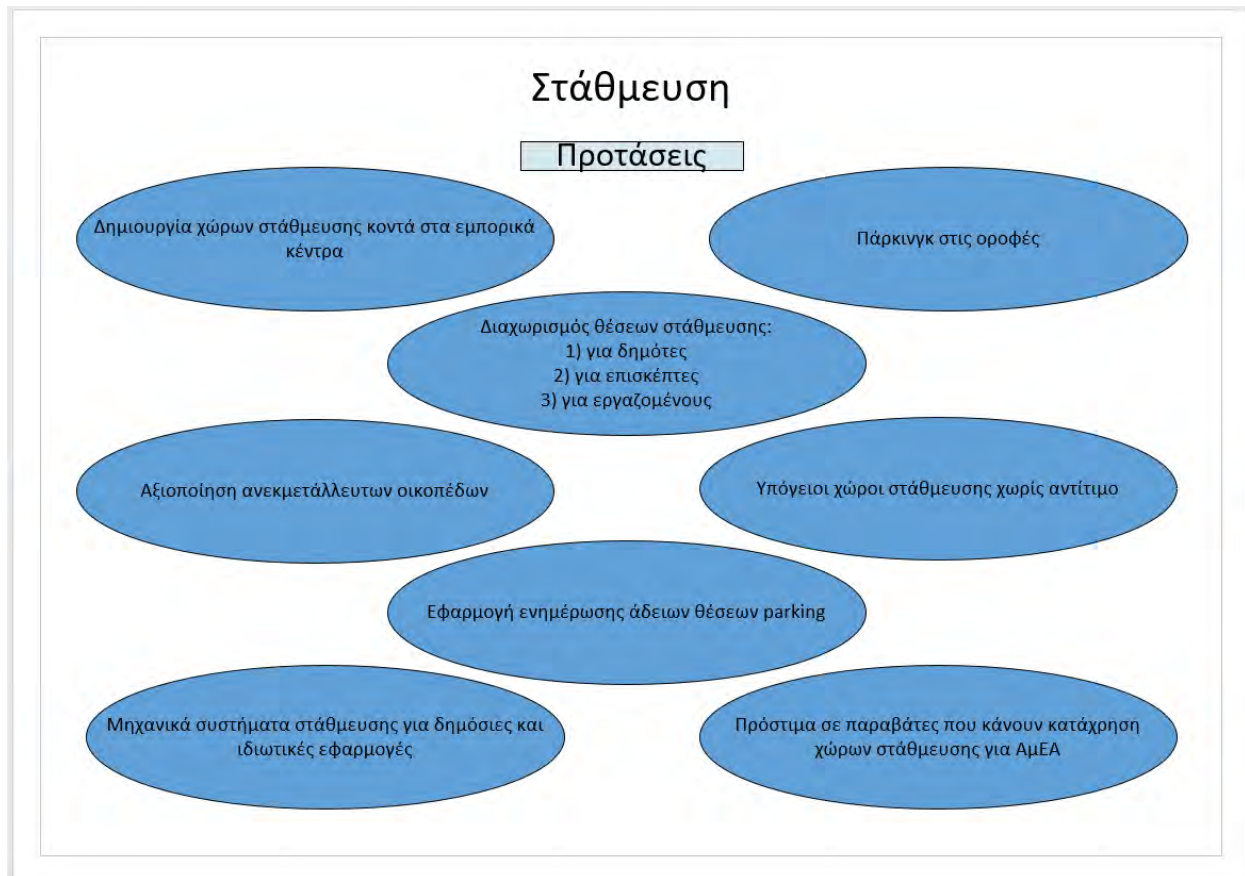 Στάθμευση
Προτάσεις
Δημιουργία χώρων στάθμευσης κοντά στα εμπορικά
κέντρα
Πάρκινγκ στις οροφές
Διαχωρισμός θέσεων στάθμευσης:
1) για δημότες
2) για επισκέπτες
3) για εργαζομένους
Αξιοποίηση ανεκμετάλλευτων οικοπέδων
Υπόγειοι χώροι στάθμευσης χωρίς αντίτιμο
Εφαρμογή ενημέρωσης άδειων θέσεων parking
Μηχανικά συστήματα στάθμευσης για δημόσιες και
ιδιωτικές εφαρμογές
Πρόστιμα σε παραβάτες που κάνουν κατάχρηση
χώρων στάθμευσης για ΑμΕΑ